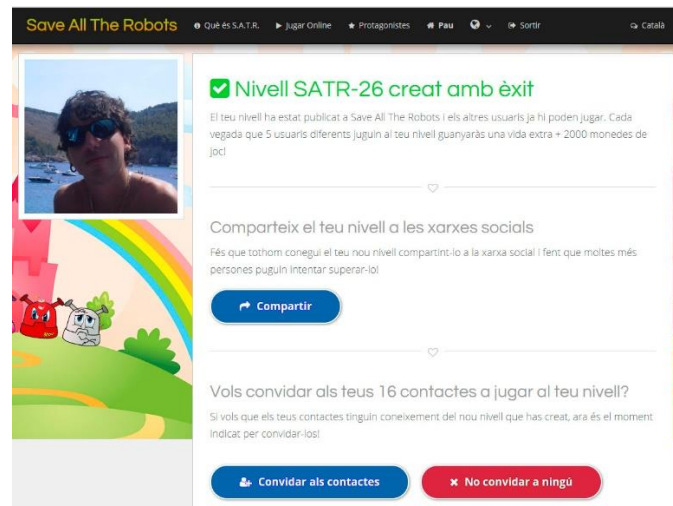 Save All The Robots
Què és S.A.T.R.
Jugar Online
Protagonistes
Pau
Sortir
Català
Nivell SATR-26 creat amb èxit
El teu nivell ha estat publicat a Save All The Robots i els altres usuaris ja hi poden jugar. Cada
vegada que 5 usuaris diferents juguin al teu nivell guanyaràs una vida extra + 2000 monedes de
joc!
Comparteix el teu nivell a les xarxes socials
Fés que tothom conegui el teu nou nivell compartint-lo a la xarxa social i fent que moltes més
persones puguin intentar superar-lo!
Compartir
Vols convidar als teus 16 contactes a jugar al teu nivell?
Si vols que els teus contactes tinguin coneixement del nou nivell que has creat, ara és el moment
indicat per convidar-los!
Convidar als contactes
No convidar a ningú